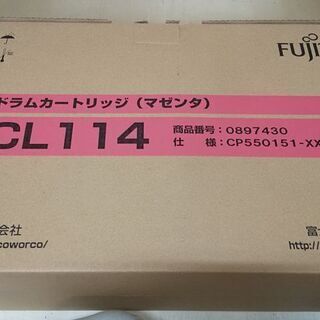 FUJI
ドラムカートリッジ（マゼンタ）
CL114
商品番号：0897430
仕　様：CP550151-XX
会社
coworco/
富
http://